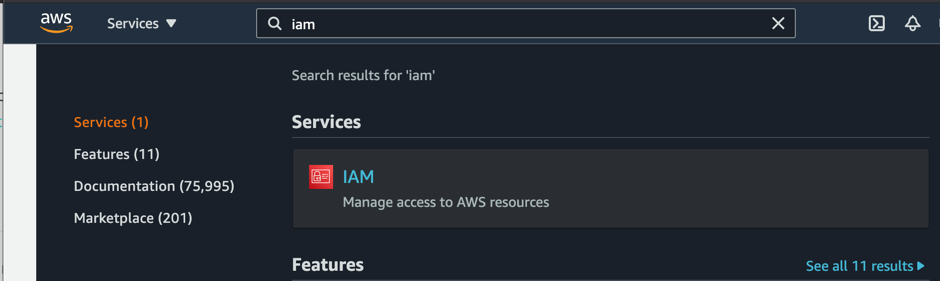 aws Services ▼ iam
Search results for 'iam'
Services (1)
Features (11)
Documentation (75,995)
Marketplace (201)
Services
IAM
Manage access to AWS resources
Features See all 11 results ▶